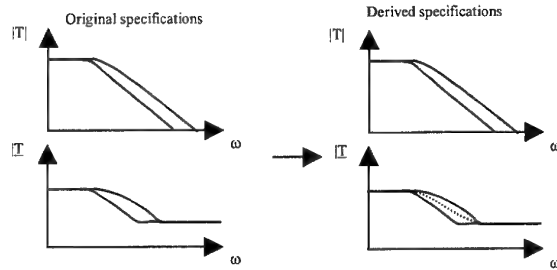 Original specifications
Derived specifications
|T|
|T|
ω
ω
|T
|T
ω
ω